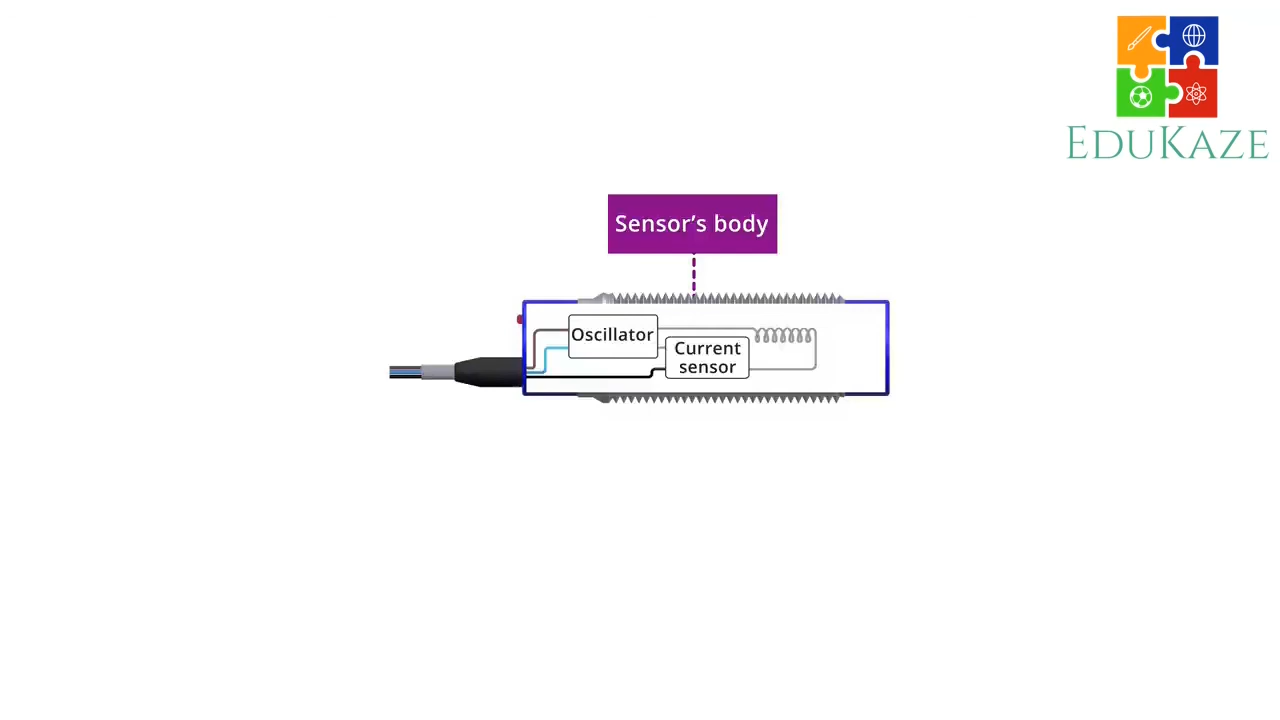 EduKaze
Sensor’s body
Oscillator
Current
sensor